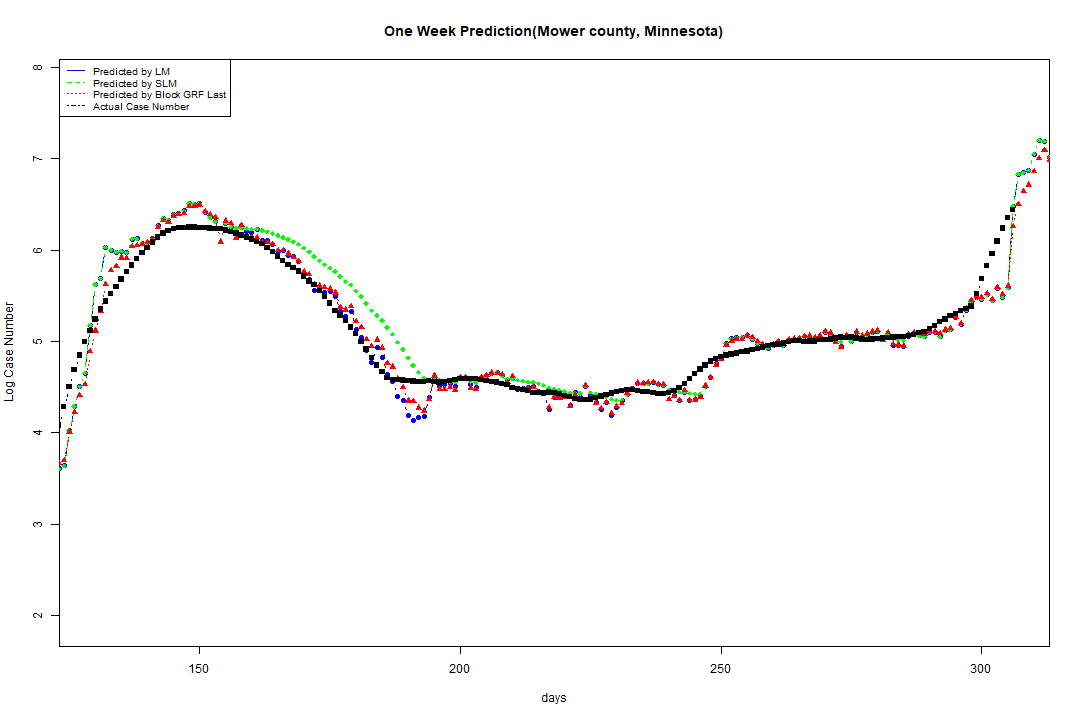 One Week Prediction(Mower county, Minnesota)
Predicted by LM
Predicted by SLM
Predicted by Block GRF Last
Actual Case Number
8
7
6
5
4
3
2
Log Case Number
150 200 250 300
days